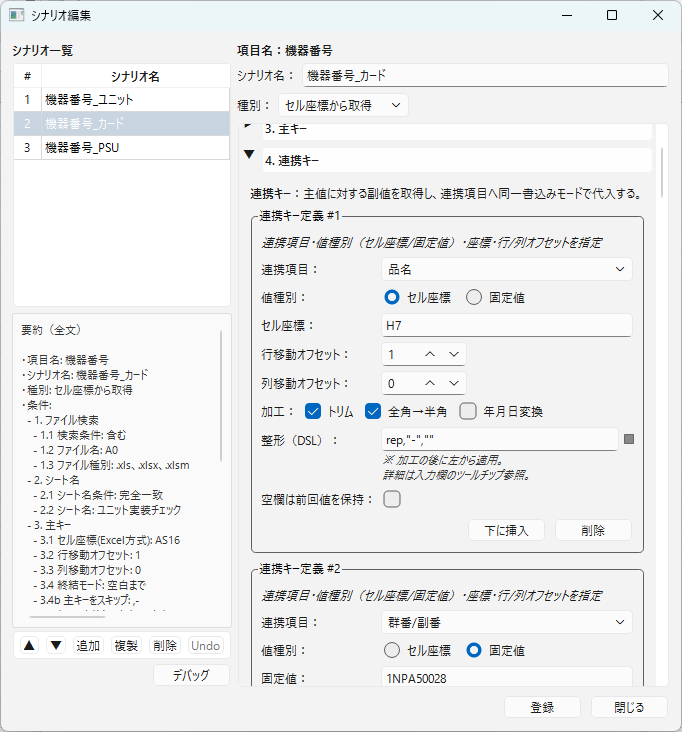 シナリオ編集
シナリオ一覧
# シナリオ名
1 機器番号_ユニット
2 機器番号_カード
3 機器番号_PSU
要約（全文）
・項目名: 機器番号
・シナリオ名: 機器番号_カード
・種別: セル座標から取得
・条件:
- 1. ファイル検索
- 1.1 検索条件: 含む
- 1.2 ファイル名: A0
- 1.3 ファイル種別: .xls、.xlsx、.xlsm
- 2. シート名
- 2.1 シート名条件: 完全一致
- 2.2 シート名: ユニット実装チェック
- 3. 主キー
- 3.1 セル座標(Excel方式): AS16
- 3.2 行移動オフセット: 1
- 3.3 列移動オフセット: 0
- 3.4 終結モード: 空白まで
- 3.4b 主キーをスキップ: ,-
▲ ▼ 追加 複製 削除 Undo
デバッグ
項目名：機器番号
シナリオ名： 機器番号_カード
種別： セル座標から取得
3. 主キー
4. 連携キー
連携キー：主値に対する副値を取得し、連携項目へ同一書込みモードで代入する。
連携キー定義 #1
連携項目・値種別（セル座標/固定値）・座標・行/列オフセットを指定
連携項目： 品名
値種別： セル座標 固定値
セル座標： H7
行移動オフセット： 1
列移動オフセット： 0
加工： トリム 全角→半角 年月日変換
整形（DSL）： rep,"-",""
※ 加工の後に左から適用。
詳細は入力欄のツールチップ参照。
空欄は前回値を保持：
下に挿入 削除
連携キー定義 #2
連携項目・値種別（セル座標/固定値）・座標・行/列オフセットを指定
連携項目： 群番/副番
値種別： セル座標 固定値
固定値： 1NPA50028
登録 閉じる